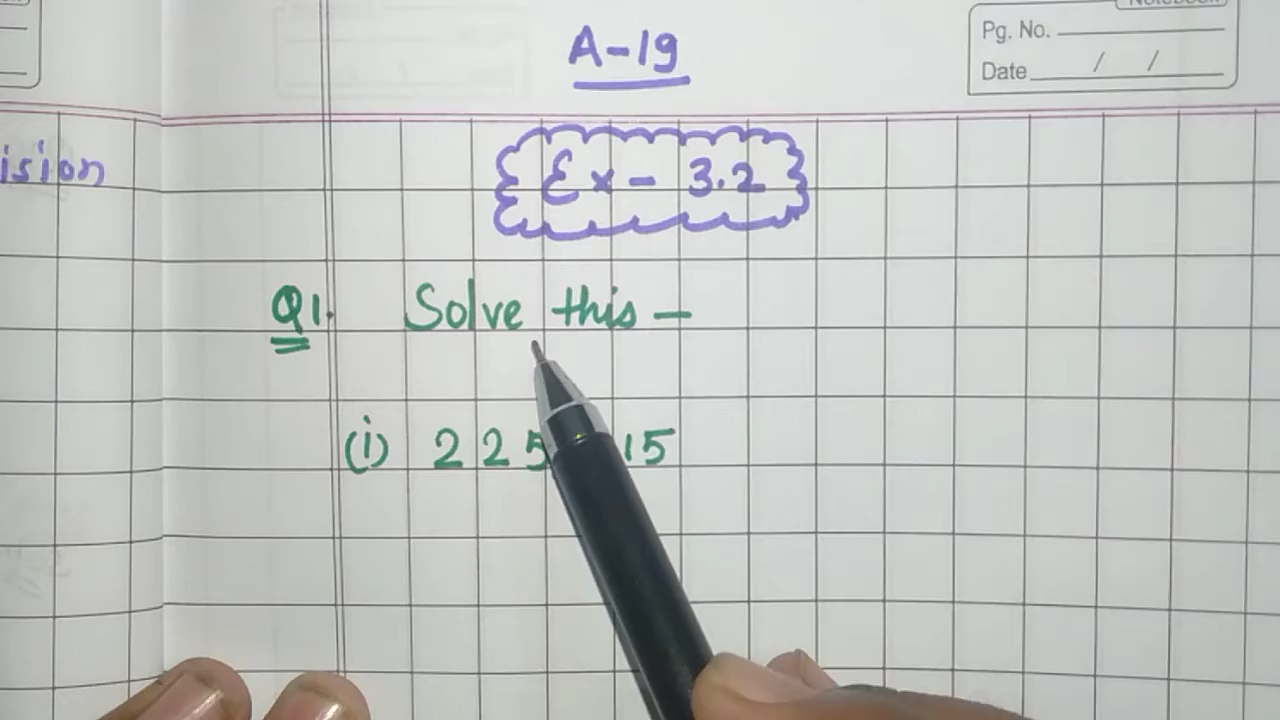 A-19
Pg. No.
Date / /
ision
Ex - 3.2
Q1. Solve this -
(i) 225 15